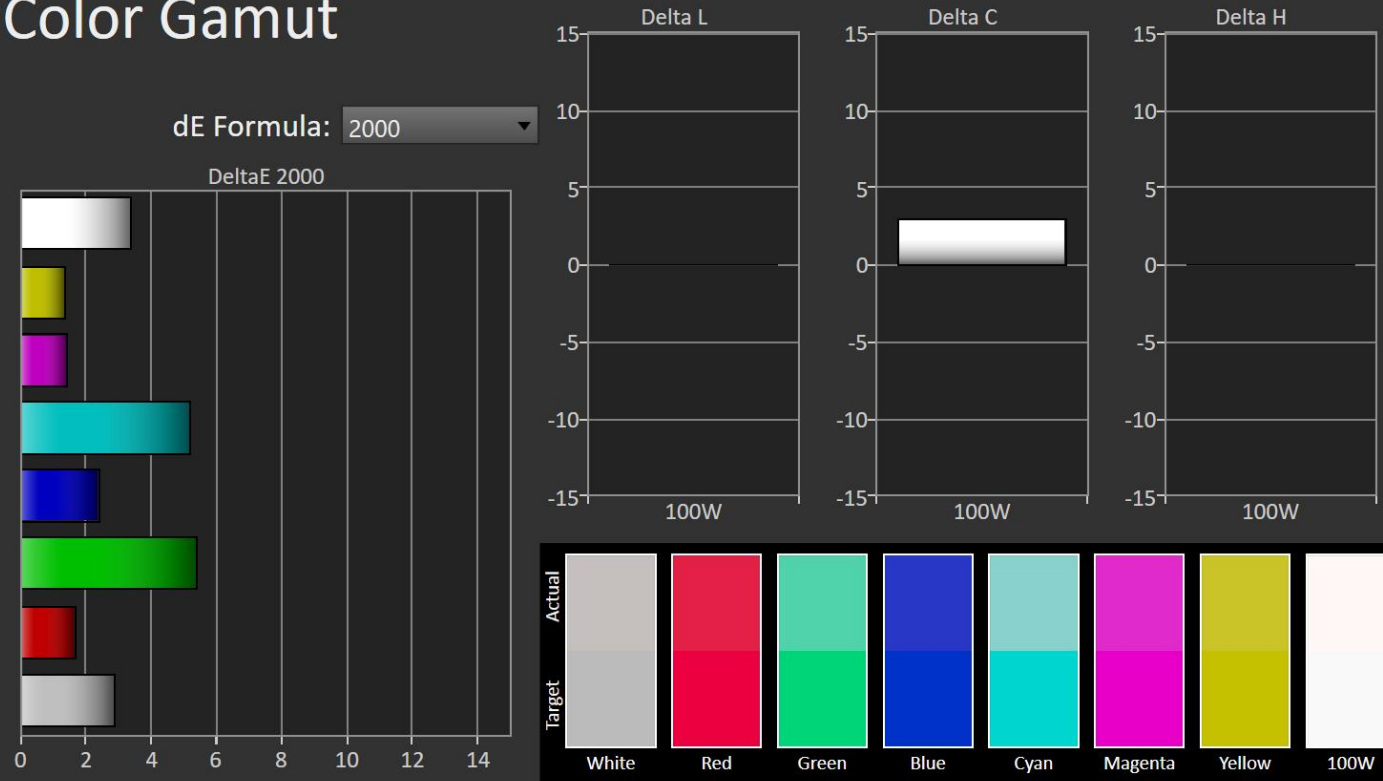 Color Gamut
dE Formula: 2000
DeltaE 2000
0 2 4 6 8 10 12 14
Delta L
15
10
5
0
-5
-10
-15
100W
Delta C
15
10
5
0
-5
-10
-15
100W
Delta H
15
10
5
0
-5
-10
-15
100W
Actual
Target
White Red Green Blue Cyan Magenta Yellow 100W